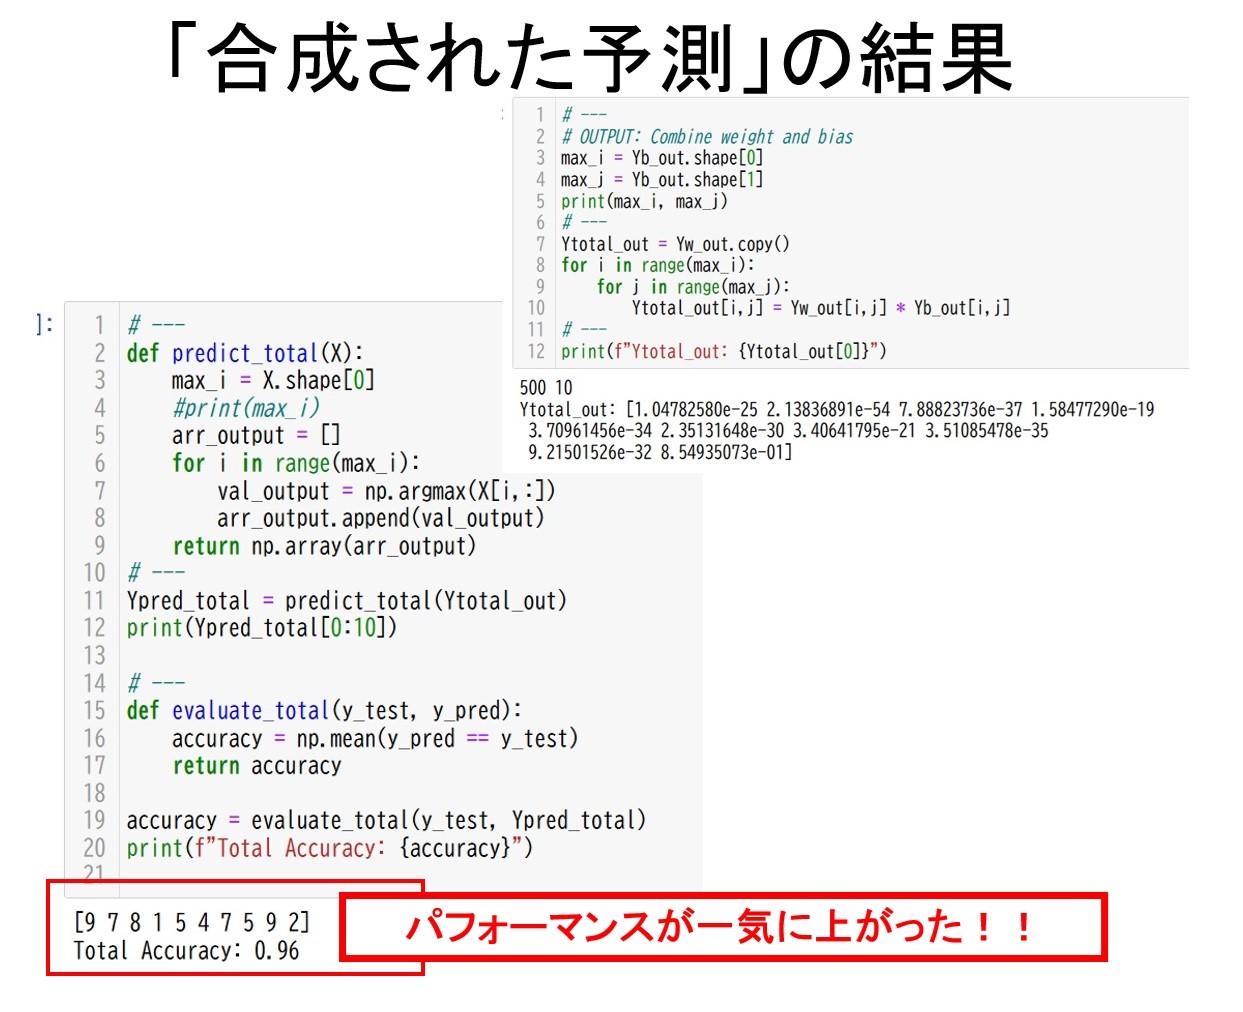 「合成された予測」の結果
1 # ---
2 # OUTPUT: Combine weight and bias
3 max_i = Yb_out.shape[0]
4 max_j = Yb_out.shape[1]
5 print(max_i, max_j)
6 # ---
7 Ytotal_out = Yw_out.copy()
8 for i in range(max_i):
9     for j in range(max_j):
10         Ytotal_out[i,j] = Yw_out[i,j] * Yb_out[i,j]
11 # ---
12 print(f"Ytotal_out: {Ytotal_out[0]}")
500 10
Ytotal_out: [1.04782580e-25 2.13836891e-54 7.88823736e-37 1.58477290e-19
3.70961456e-34 2.35131648e-30 3.40641795e-21 3.51085478e-35
9.21501526e-32 8.54935073e-01]
]:
1 # ---
2 def predict_total(X):
3     max_i = X.shape[0]
4     #print(max_i)
5     arr_output = []
6     for i in range(max_i):
7         val_output = np.argmax(X[i,:])
8         arr_output.append(val_output)
9     return np.array(arr_output)
10 # ---
11 Ypred_total = predict_total(Ytotal_out)
12 print(Ypred_total[0:10])
13
14 # ---
15 def evaluate_total(y_test, y_pred):
16     accuracy = np.mean(y_pred == y_test)
17     return accuracy
18
19 accuracy = evaluate_total(y_test, Ypred_total)
20 print(f"Total Accuracy: {accuracy}")
21
[9 7 8 1 5 4 7 5 9 2]
Total Accuracy: 0.96
パフォーマンスが一気に上がった！！